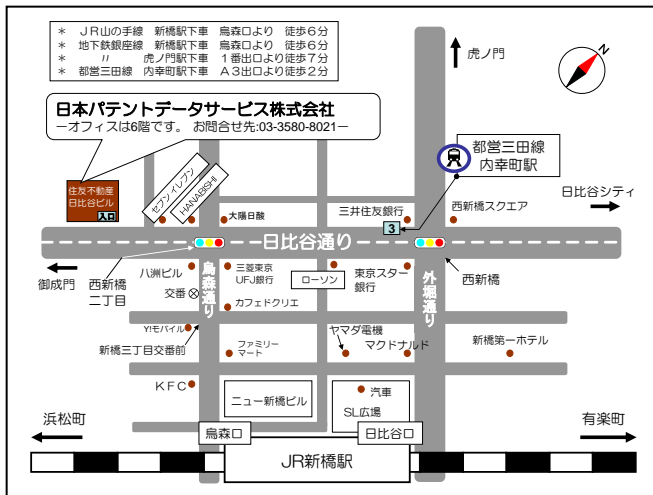 ＊ ＪＲ山の手線 新橋駅下車 烏森口より 徒歩６分
＊ 地下鉄銀座線 新橋駅下車 烏森口より 徒歩６分
＊ 〃 虎ノ門駅下車 １番出口より徒歩７分
＊ 都営三田線 内幸町駅下車 Ａ３出口より徒歩２分
虎ノ門
N
日本パテントデータサービス株式会社
－オフィスは6階です。 お問合せ先:03-3580-8021－
都営三田線
内幸町駅
住友不動産
日比谷ビル
入口
セブンイレブン
HANABISHI
大陽日酸
三井住友銀行
3
西新橋スクエア
日比谷シティ
日比谷通り
御成門
西新橋
二丁目
八洲ビル
交番
烏森通り
三菱東京
UFJ銀行
カフェドクリエ
ローソン
東京スター
銀行
外堀通り
西新橋
Y!モバイル
新橋三丁目交番前
ファミリー
マート
ヤマダ電機
マクドナルド
新橋第一ホテル
ＫＦＣ
ニュー新橋ビル
汽車
SL広場
浜松町
烏森口
日比谷口
有楽町
JR新橋駅